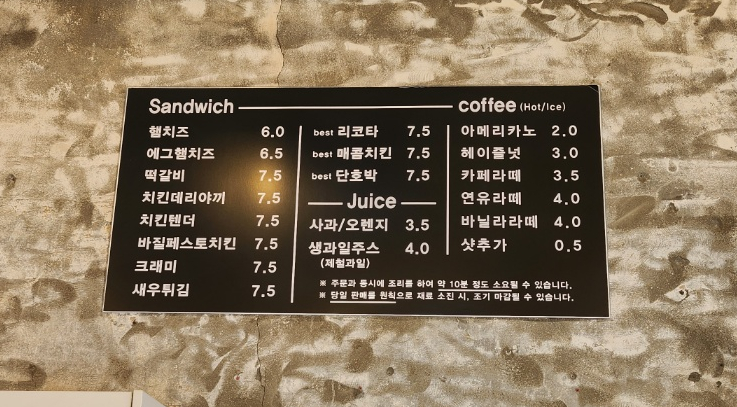 Sandwich
햄치즈 6.0
에그햄치즈 6.5
떡갈비 7.5
치킨데리야끼 7.5
치킨텐더 7.5
바질페스토치킨 7.5
크래미 7.5
새우튀김 7.5
best 리코타 7.5
best 매콤치킨 7.5
best 단호박 7.5
Juice
사과/오렌지 3.5
생과일주스 4.0
(제철과일)
coffee (Hot/Ice)
아메리카노 2.0
헤이즐넛 3.0
카페라떼 3.5
연유라떼 4.0
바닐라라떼 4.0
샷추가 0.5
※ 주문과 동시에 조리를 하여 약 10분 정도 소요될 수 있습니다.
※ 당일 판매를 원칙으로 재료 소진 시, 조기 마감될 수 있습니다.